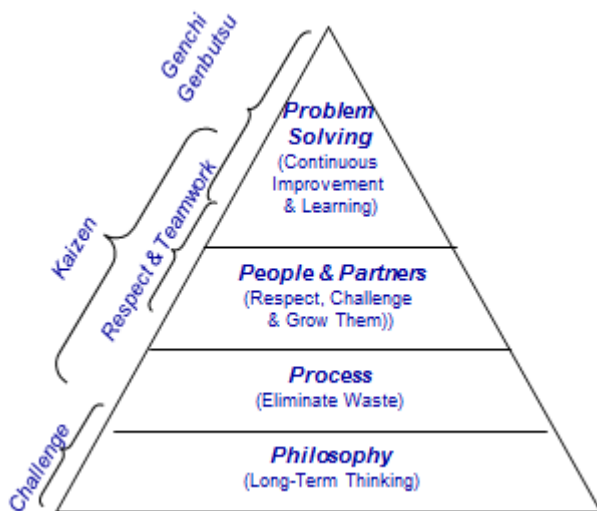 Genchi
Genbutsu
Kaizen
Respect & Teamwork
Challenge
Problem
Solving
(Continuous
Improvement
& Learning)
People & Partners
(Respect, Challenge
& Grow Them))
Process
(Eliminate Waste)
Philosophy
(Long-Term Thinking)